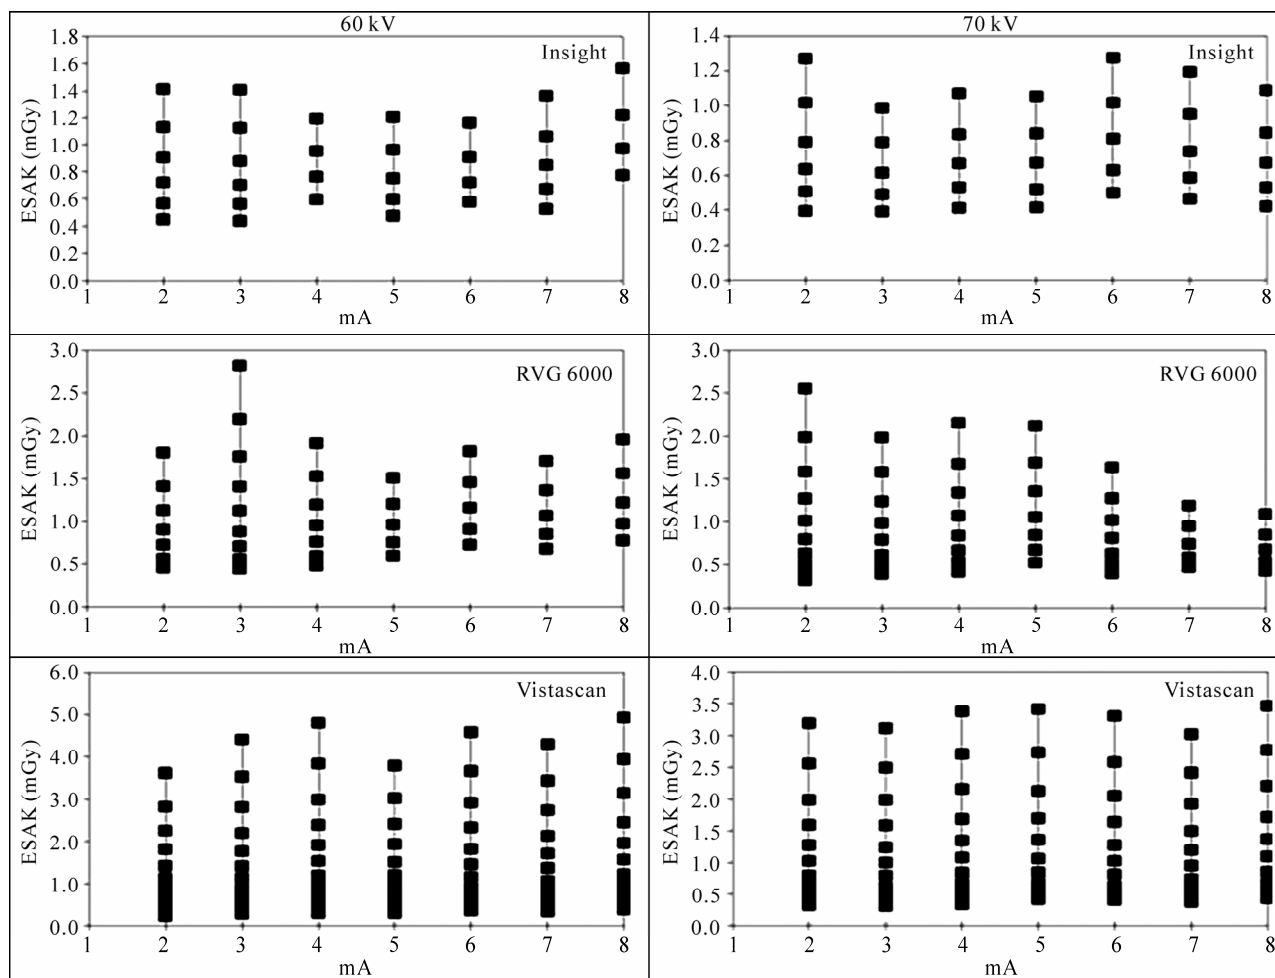 60 kV
70 kV
Insight
ESAK (mGy)
1.8
1.6
1.4
1.2
1.0
0.8
0.6
0.4
0.2
0.0
1 2 3 4 5 6 7 8
mA
Insight
ESAK (mGy)
1.4
1.2
1.0
0.8
0.6
0.4
0.2
0.0
1 2 3 4 5 6 7 8
mA
RVG 6000
ESAK (mGy)
3.0
2.5
2.0
1.5
1.0
0.5
0.0
1 2 3 4 5 6 7 8
mA
RVG 6000
ESAK (mGy)
3.0
2.5
2.0
1.5
1.0
0.5
0.0
1 2 3 4 5 6 7 8
mA
Vistascan
ESAK (mGy)
6.0
5.0
4.0
3.0
2.0
1.0
0.0
1 2 3 4 5 6 7 8
mA
Vistascan
ESAK (mGy)
4.0
3.5
3.0
2.5
2.0
1.5
1.0
0.5
0.0
1 2 3 4 5 6 7 8
mA